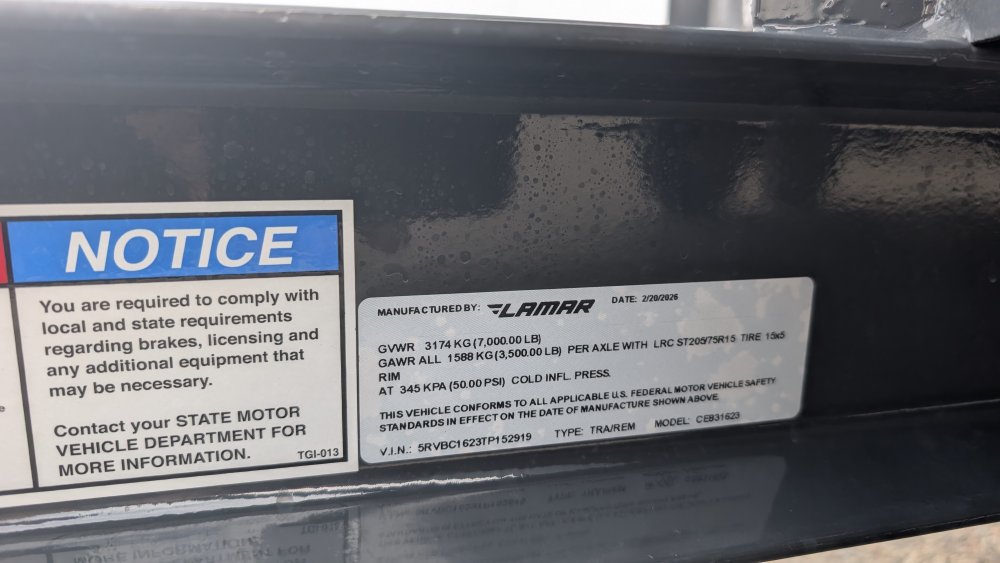 NOTICE
You are required to comply with
local and state requirements
regarding brakes, licensing and
any additional equipment that
may be necessary.
Contact your STATE MOTOR
VEHICLE DEPARTMENT FOR
MORE INFORMATION.
TGI-013
MANUFACTURED BY: LAMAR DATE: 2/20/2026
GVWR 3174 KG (7,000.00 LB)
GAWR ALL 1588 KG (3,500.00 LB) PER AXLE WITH LRC ST205/75R15 TIRE 15x5
RIM
AT 345 KPA (50.00 PSI) COLD INFL. PRESS.
THIS VEHICLE CONFORMS TO ALL APPLICABLE U.S. FEDERAL MOTOR VEHICLE SAFETY
STANDARDS IN EFFECT ON THE DATE OF MANUFACTURE SHOWN ABOVE.
V.I.N.: 5RVBC1623TP152919 TYPE: TRA/REM MODEL: CE831623